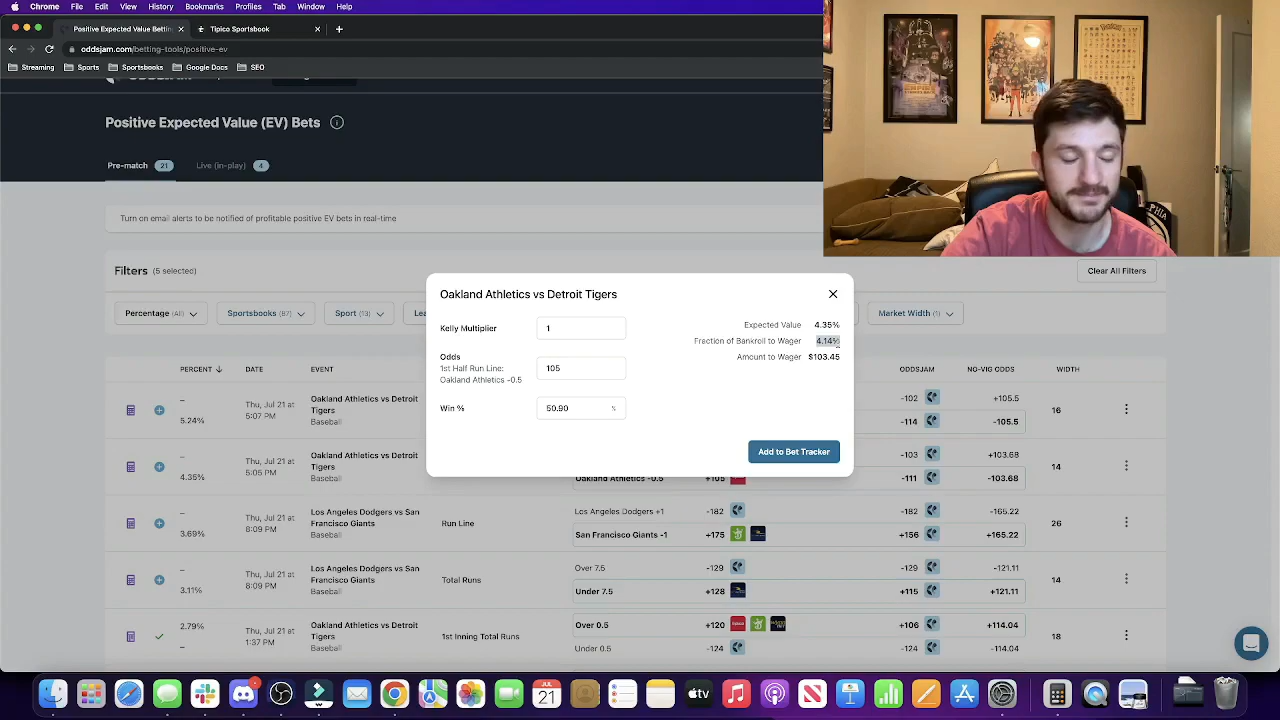 Chrome File Edit View History Bookmarks Profiles Tab Window Help
Positive Expected Value Bettin
Tipico Sportsbook
oddsjam.com/betting-tools/positive-ev
Streaming Sports Sportsbooks Google Docs SEO
Positive Expected Value (EV) Bets
Pre-match 21 Live (in-play) 4
Turn on email alerts to be notified of profitable positive EV bets in real-time
Filters (5 selected)
Clear All Filters
Percentage (All) Sportsbooks (87) Sport (13) Lea Market Width (1)
Oakland Athletics vs Detroit Tigers
Kelly Multiplier 1
Odds
1st Half Run Line:
Oakland Athletics -0.5
105
Win % 50.90 %
Expected Value 4.35%
Fraction of Bankroll to Wager 4.14%
Amount to Wager $103.45
Add to Bet Tracker
PERCENT DATE EVENT ODDSJAM NO-VIG ODDS WIDTH
5.24% Thu, Jul 21 at 5:07 PM Oakland Athletics vs Detroit Tigers Baseball
-102 +105.5
-114 -105.5
16
4.35% Thu, Jul 21 at 5:05 PM Oakland Athletics vs Detroit Tigers Baseball
-103 +103.68
Oakland Athletics -0.5 +105 -111 -103.68
14
3.69% Thu, Jul 21 at 8:09 PM Los Angeles Dodgers vs San Francisco Giants Baseball Run Line
Los Angeles Dodgers +1 -182 -182 -165.22
San Francisco Giants -1 +175 +156 +165.22
26
3.11% Thu, Jul 21 at 8:09 PM Los Angeles Dodgers vs San Francisco Giants Baseball Total Runs
Over 7.5 -129 -129 -121.11
Under 7.5 +128 +115 +121.11
14
2.79% Thu, Jul 21 at 1:37 PM Oakland Athletics vs Detroit Tigers Baseball 1st Inning Total Runs
Over 0.5 +120 +106 +114.04
Under 0.5 -124 -124 -114.04
18
JUL
21
tv